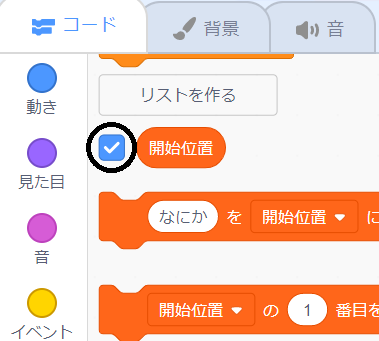 コード
背景
音
リストを作る
動き
開始位置
見た目
なにか を 開始位置 に
音
開始位置 の 1 番目を
イベント